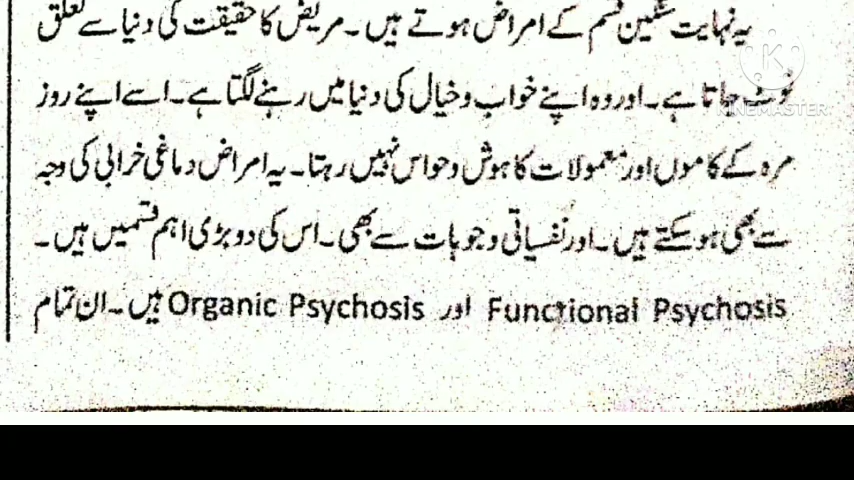 یہ نہایت سنگین قسم کے امراض ہوتے ہیں۔ مریض کا حقیقت کی دنیا سے تعلق
ٹوٹ جاتا ہے۔ اور وہ اپنے خواب و خیال کی دنیا میں رہنے لگتا ہے۔ اسے اپنے روز
مرہ کے کاموں اور معمولات کا ہوش و حواس نہیں رہتا۔ یہ امراض دماغی خرابی کی وجہ
سے بھی ہو سکتے ہیں۔ اور نفسیاتی وجوہات سے بھی۔ اس کی دو بڑی اہم قسمیں ہیں۔
Functional Psychosis اور Organic Psychosis ہیں۔ ان تمام
KINEMASTER